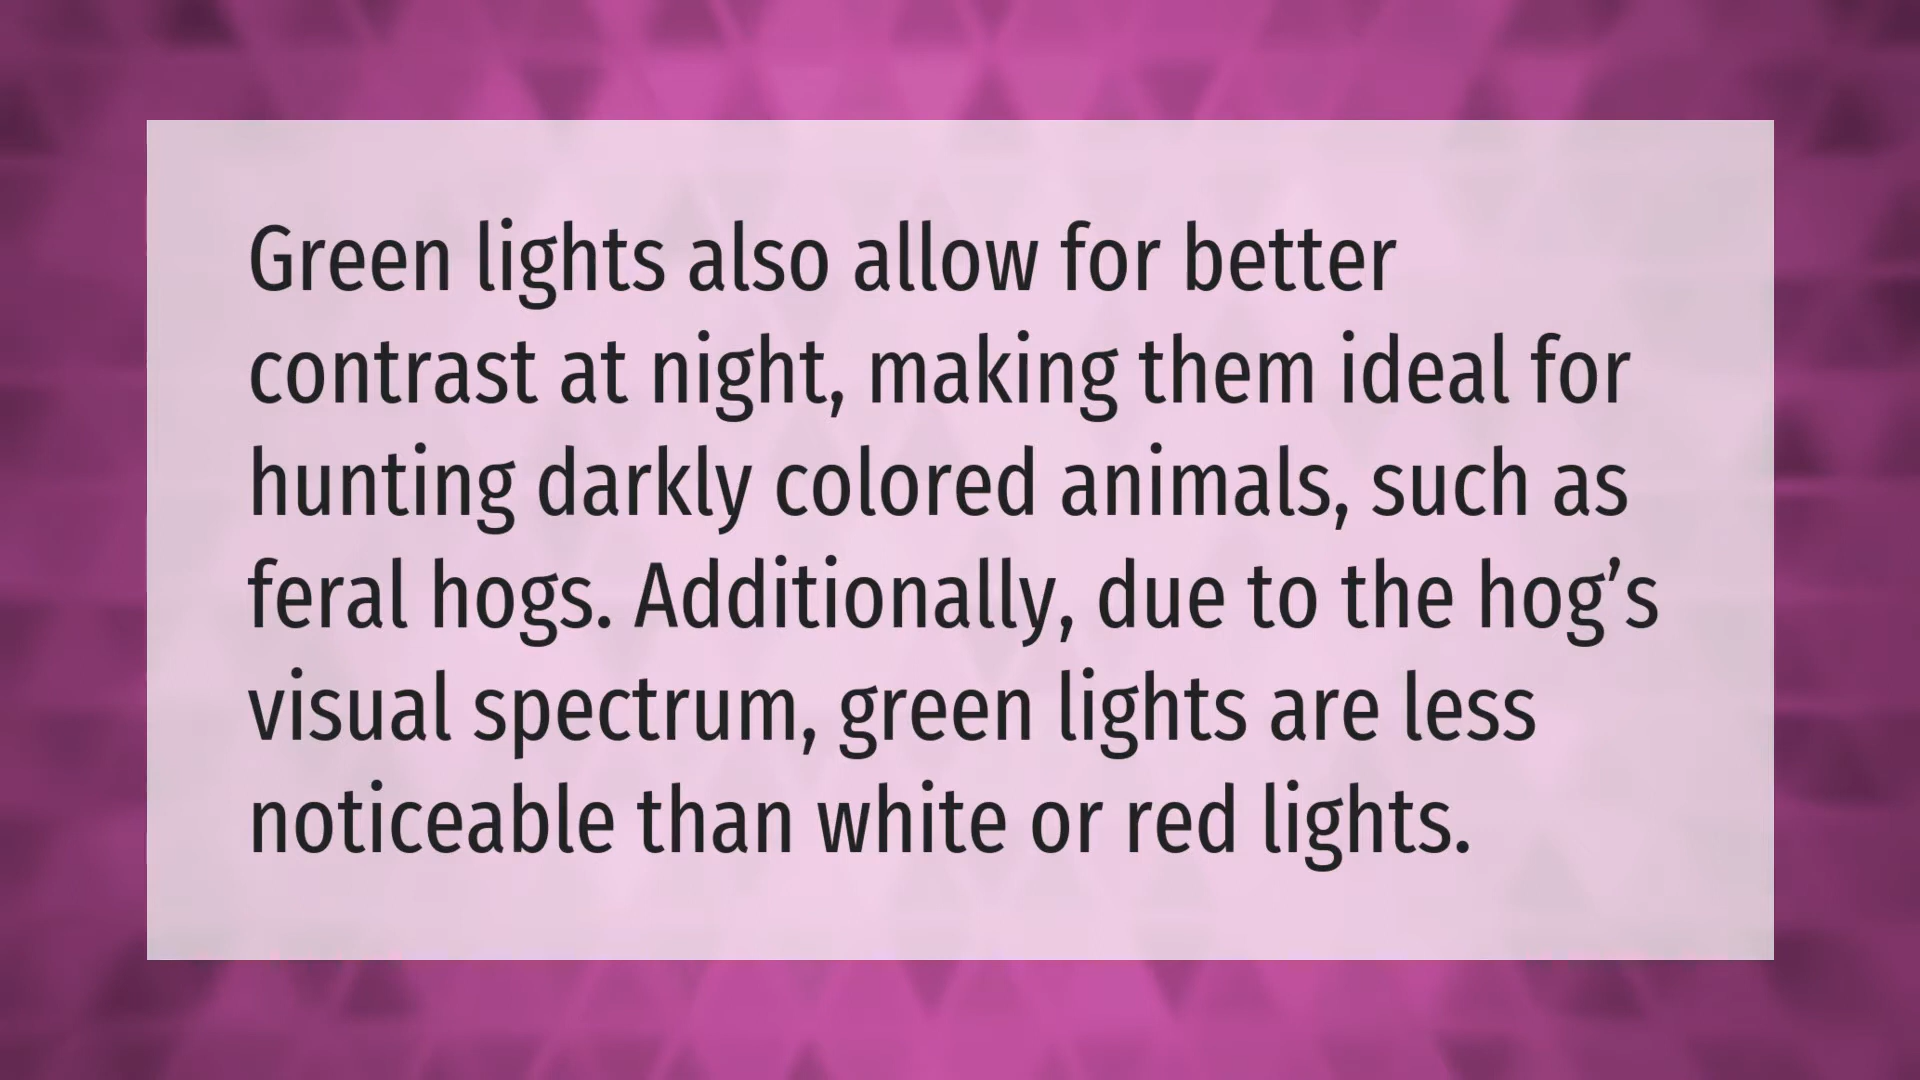 Green lights also allow for better
contrast at night, making them ideal for
hunting darkly colored animals, such as
feral hogs. Additionally, due to the hog’s
visual spectrum, green lights are less
noticeable than white or red lights.